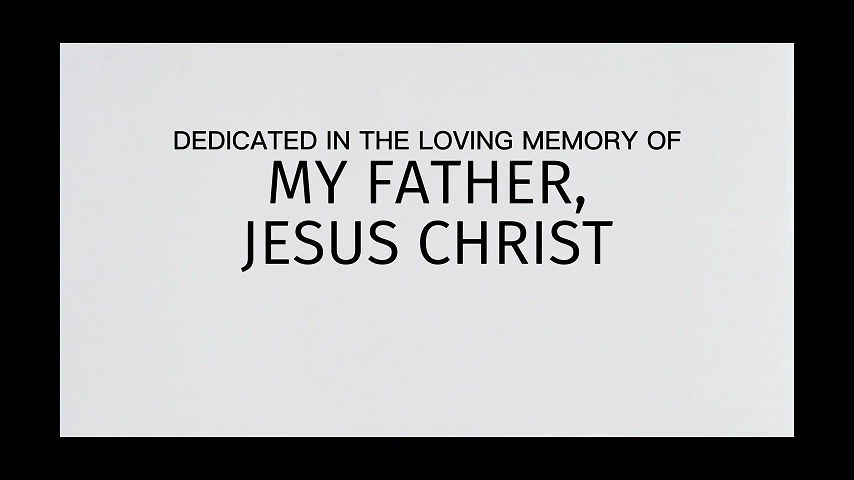 DEDICATED IN THE LOVING MEMORY OF
MY FATHER,
JESUS CHRIST